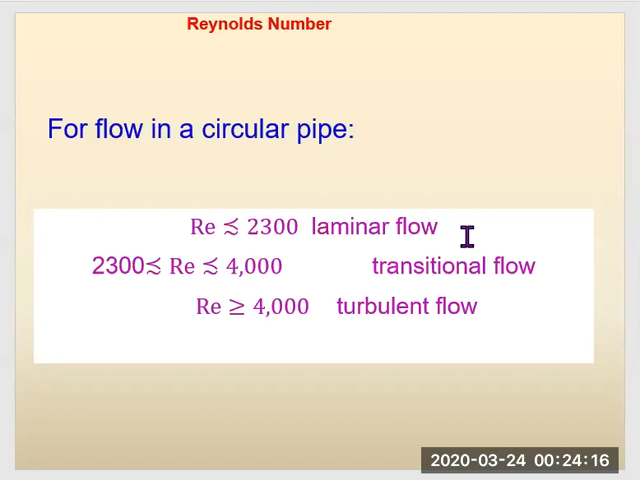 Reynolds Number
For flow in a circular pipe:
Re ⪝ 2300 laminar flow
2300⪝ Re ⪝ 4,000 transitional flow
Re ≥ 4,000 turbulent flow
2020-03-24 00:24:16